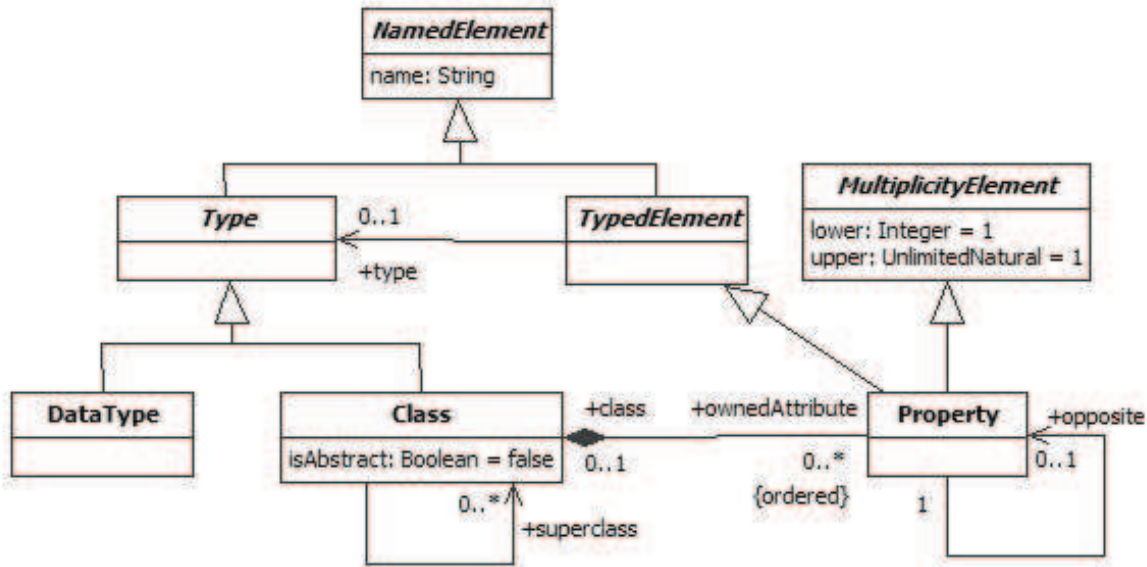 NamedElement
name: String
MultiplicityElement
lower: Integer = 1
upper: UnlimitedNatural = 1
Type
0..1
+type
TypedElement
DataType
Class
isAbstract: Boolean = false
+class
0..1
+ownedAttribute
0..*
{ordered}
Property
+opposite
0..1
1
0..*
+superclass